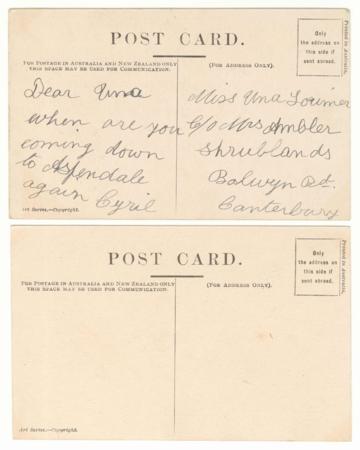 POST CARD.
FOR POSTAGE IN AUSTRALIA AND NEW ZEALAND ONLY
THIS SPACE MAY BE USED FOR COMMUNICATION.
(FOR ADDRESS ONLY).
Only
the address on
this side if
sent abroad.
Printed in Australia.
Dear Una
when are you
coming down
to Aspendale
again Cyril
Miss Una Lorimer
C/o Mrs Ambler
Shrublands
Balwyn Rd.
Canterbury
Art Series.—Copyright.
POST CARD.
FOR POSTAGE IN AUSTRALIA AND NEW ZEALAND ONLY
THIS SPACE MAY BE USED FOR COMMUNICATION.
(FOR ADDRESS ONLY).
Only
the address on
this side if
sent abroad.
Printed in Australia.
Art Series.—Copyright.